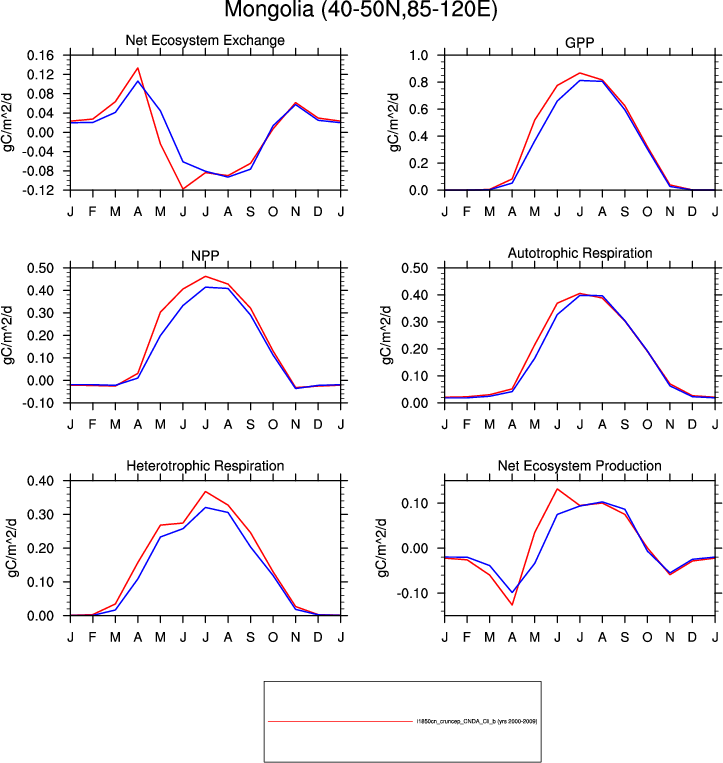 Mongolia (40-50N,85-120E)
Net Ecosystem Exchange
gC/m^2/d
0.16
0.12
0.08
0.04
0.00
-0.04
-0.08
-0.12
J F M A M J J A S O N D J
GPP
gC/m^2/d
1.0
0.8
0.6
0.4
0.2
0.0
J F M A M J J A S O N D J
NPP
gC/m^2/d
0.50
0.40
0.30
0.20
0.10
0.00
-0.10
J F M A M J J A S O N D J
Autotrophic Respiration
gC/m^2/d
0.50
0.40
0.30
0.20
0.10
0.00
J F M A M J J A S O N D J
Heterotrophic Respiration
gC/m^2/d
0.40
0.30
0.20
0.10
0.00
J F M A M J J A S O N D J
Net Ecosystem Production
gC/m^2/d
0.10
0.00
-0.10
J F M A M J J A S O N D J
I1850cn_cruncep_CNDA_Cli_b (yrs 2000-2009)